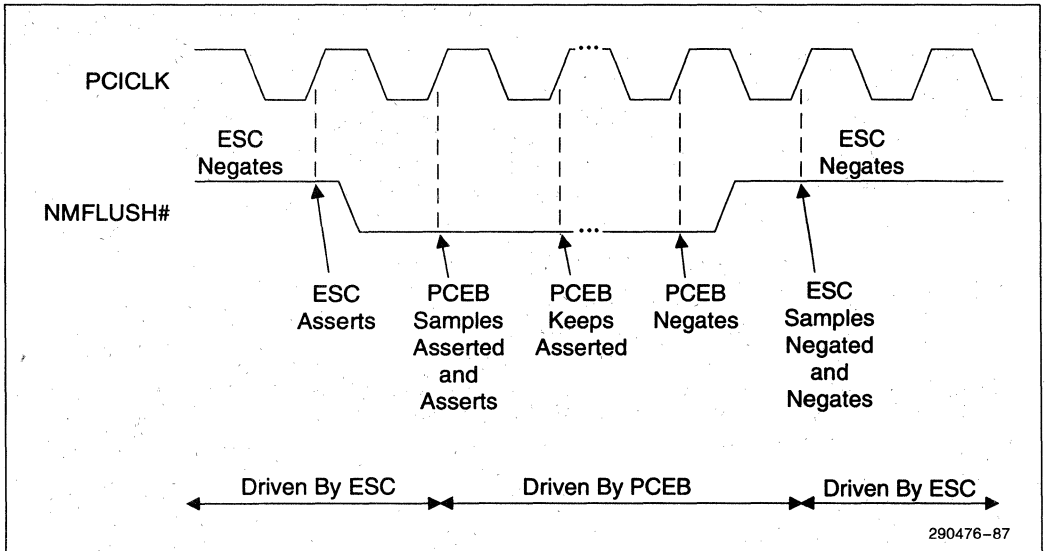 PCICLK
•••
ESC
Negates
ESC
Negates
NMFLUSH#
•••
ESC
Asserts
PCEB
Samples
Asserted
and
Asserts
PCEB
Keeps
Asserted
PCEB
Negates
ESC
Samples
Negated
and
Negates
Driven By ESC
Driven By PCEB
Driven By ESC
290476–87